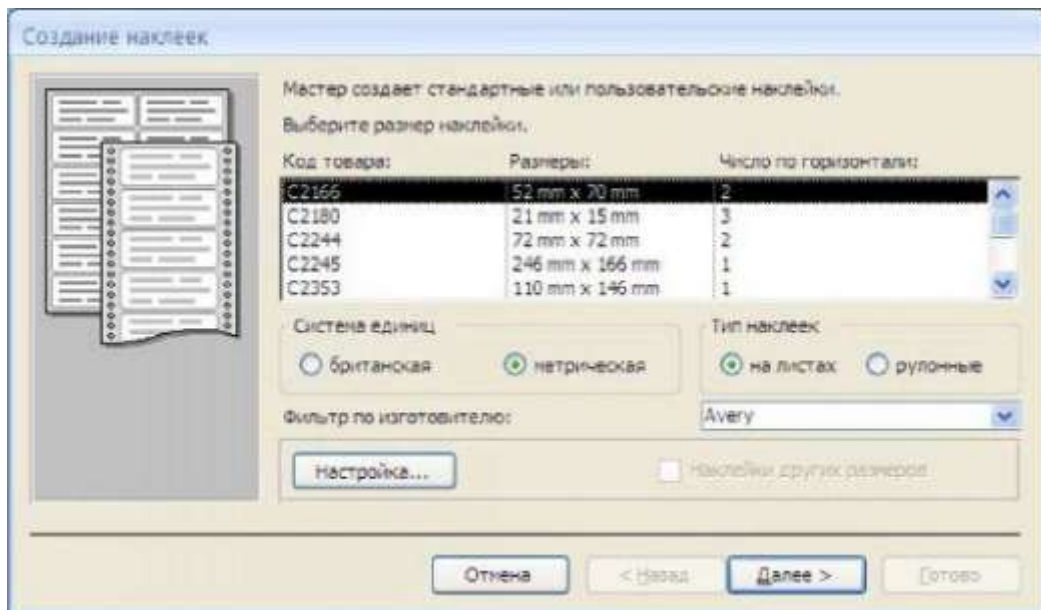 Создание наклеек
Мастер создает стандартные или пользовательские наклейки.
Выберите размер наклейки.
Код товара: Размеры: Число по горизонтали:
C2166 52 mm x 70 mm 2
C2180 21 mm x 15 mm 3
C2244 72 mm x 72 mm 2
C2245 246 mm x 166 mm 1
C2353 110 mm x 146 mm 1
Система единиц Тип наклеек
британская метрическая на листах рулонные
Фильтр по изготовителю: Avery
Настройка... Наклейки других размеров
Отмена < Назад Далее > Готово